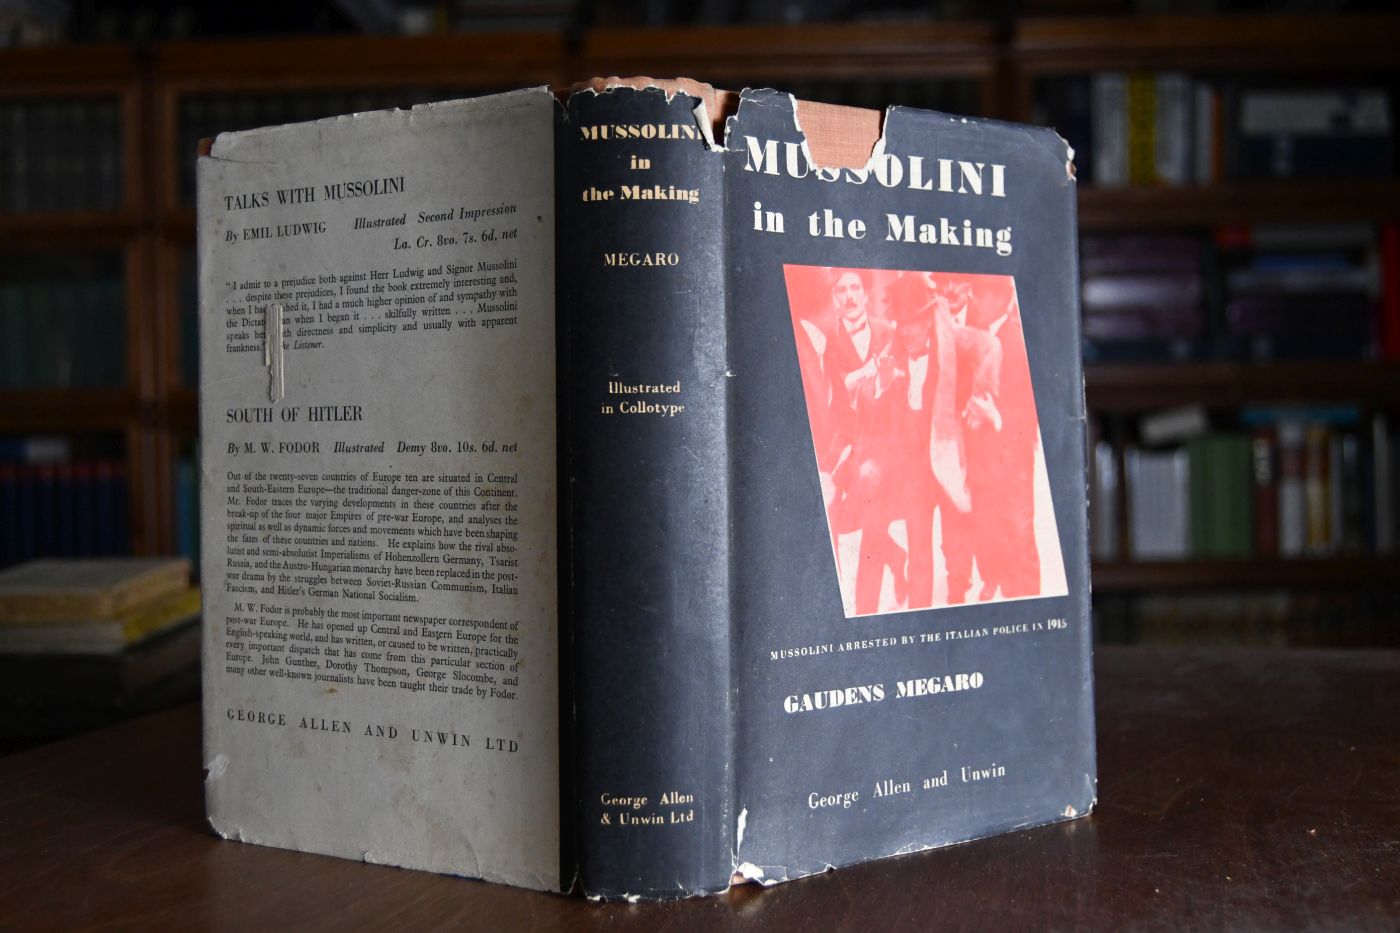 TALKS WITH MUSSOLINI
By EMIL LUDWIG Illustrated Second Impression
La. Cr. 8vo. 7s. 6d. net
"I admit to a prejudice both against Herr Ludwig and Signor Mussolini
. . . despite these prejudices, I found the book extremely interesting and,
when I had shed it, I had a much higher opinion of and sympathy with
the Dictat an when I began it . . . skilfully written . . . Mussolini
speaks he th directness and simplicity and usually with apparent
frankness." he Listener.
SOUTH OF HITLER
By M. W. FODOR Illustrated Demy 8vo. 10s. 6d. net
Out of the twenty-seven countries of Europe ten are situated in Central
and South-Eastern Europe—the traditional danger-zone of this Continent.
Mr. Fodor traces the varying developments in these countries after the
break-up of the four major Empires of pre-war Europe, and analyses the
spiritual as well as dynamic forces and movements which have been shaping
the fates of these countries and nations. He explains how the rival abso-
lutist and semi-absolutist Imperialisms of Hohenzollern Germany, Tsarist
Russia, and the Austro-Hungarian monarchy have been replaced in the post-
war drama by the struggles between Soviet-Russian Communism, Italian
Fascism, and Hitler's German National Socialism.
M. W. Fodor is probably the most important newspaper correspondent of
post-war Europe. He has opened up Central and Eastern Europe for the
English-speaking world, and has written, or caused to be written, practically
every important dispatch that has come from this particular section of
Europe. John Gunther, Dorothy Thompson, George Slocombe, and
many other well-known journalists have been taught their trade by Fodor.
GEORGE ALLEN AND UNWIN LTD
MUSSOLINI
in
the Making
MEGARO
Illustrated
in Collotype
George Allen
& Unwin Ltd
MUSSOLINI
in the Making
MUSSOLINI ARRESTED BY THE ITALIAN POLICE IN 1915
GAUDENS MEGARO
George Allen and Unwin